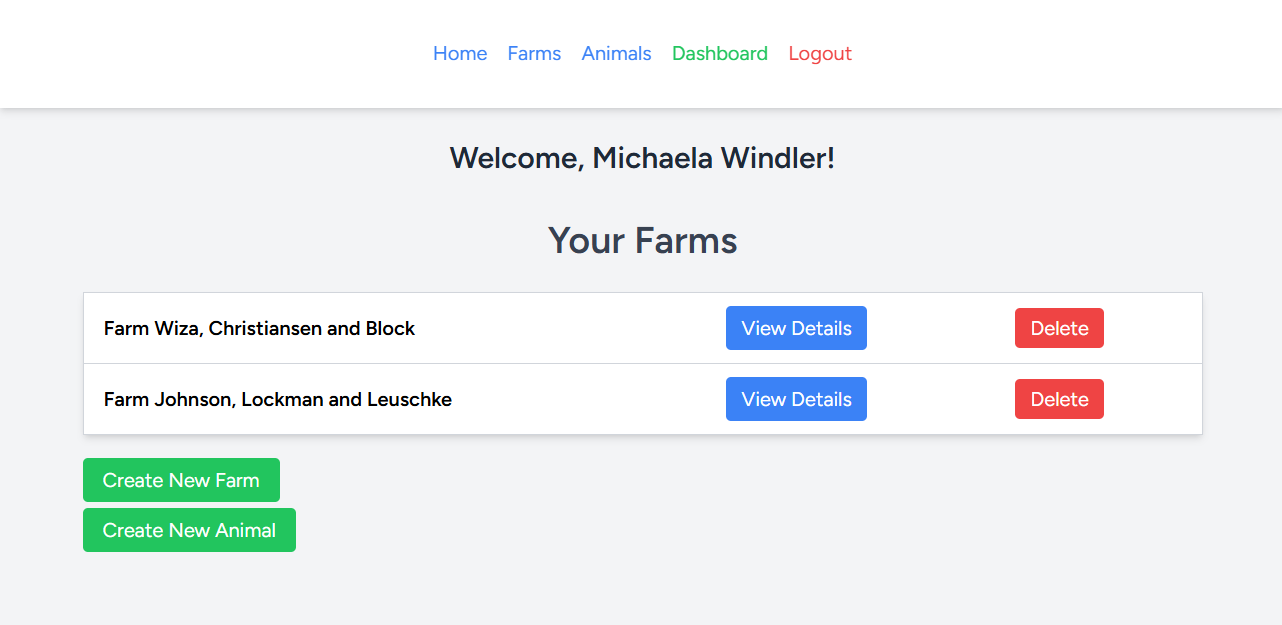 Home Farms Animals Dashboard Logout
Welcome, Michaela Windler!
Your Farms
Farm Wiza, Christiansen and Block View Details Delete
Farm Johnson, Lockman and Leuschke View Details Delete
Create New Farm
Create New Animal